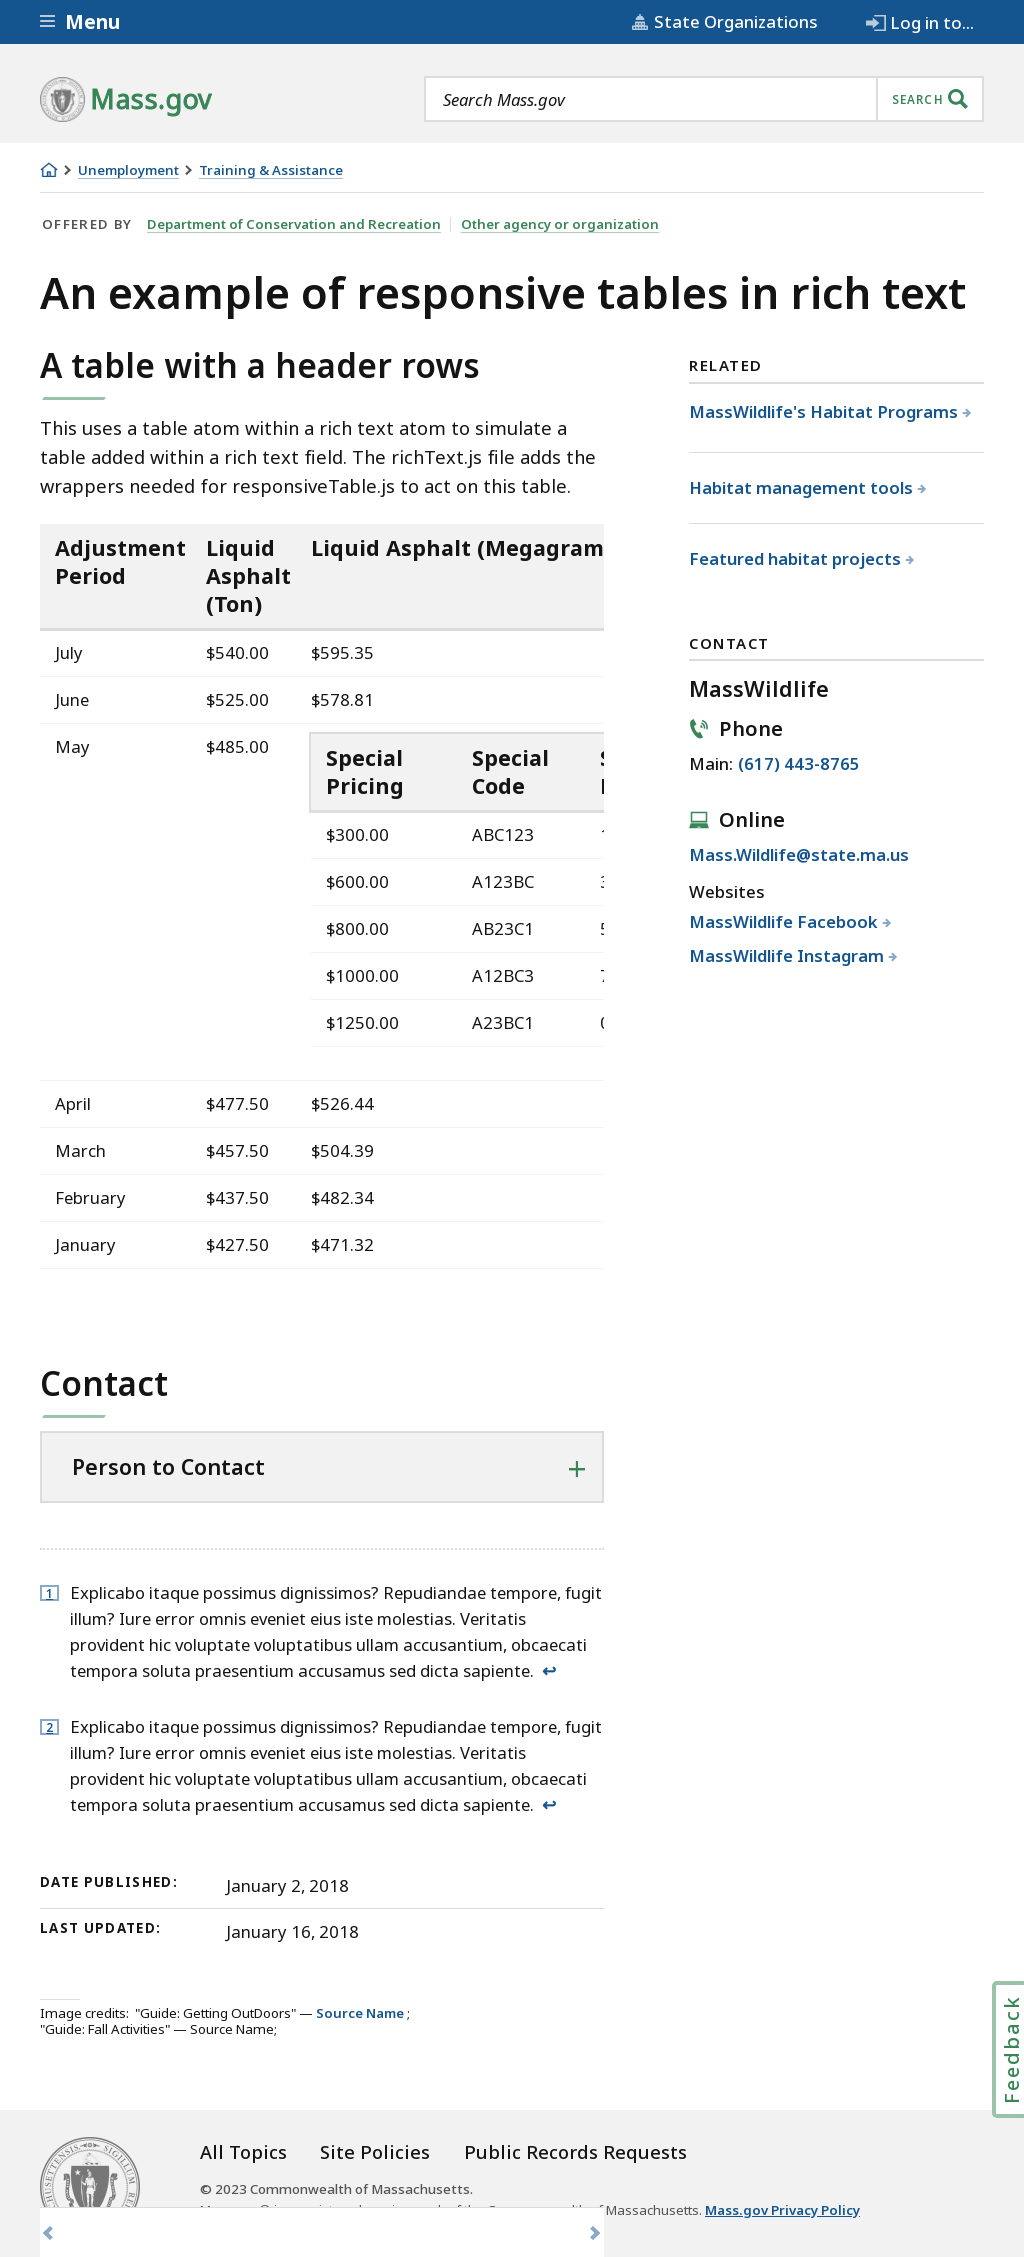 Menu
State Organizations
Log in to...
Mass.gov
Search Mass.gov
SEARCH
Unemployment
Training & Assistance
OFFERED BY Department of Conservation and Recreation Other agency or organization
An example of responsive tables in rich text
A table with a header rows
This uses a table atom within a rich text atom to simulate a
table added within a rich text field. The richText.js file adds the
wrappers needed for responsiveTable.js to act on this table.
Adjustment Period Liquid Asphalt (Ton) Liquid Asphalt (Megagram
July $540.00 $595.35
June $525.00 $578.81
May $485.00
Special Pricing Special Code
$300.00 ABC123
$600.00 A123BC
$800.00 AB23C1
$1000.00 A12BC3
$1250.00 A23BC1
April $477.50 $526.44
March $457.50 $504.39
February $437.50 $482.34
January $427.50 $471.32
RELATED
MassWildlife's Habitat Programs
Habitat management tools
Featured habitat projects
CONTACT
MassWildlife
Phone
Main: (617) 443-8765
Online
Mass.Wildlife@state.ma.us
Websites
MassWildlife Facebook
MassWildlife Instagram
Contact
Person to Contact
1 Explicabo itaque possimus dignissimos? Repudiandae tempore, fugit
illum? Iure error omnis eveniet eius iste molestias. Veritatis
provident hic voluptate voluptatibus ullam accusantium, obcaecati
tempora soluta praesentium accusamus sed dicta sapiente. ↩
2 Explicabo itaque possimus dignissimos? Repudiandae tempore, fugit
illum? Iure error omnis eveniet eius iste molestias. Veritatis
provident hic voluptate voluptatibus ullam accusantium, obcaecati
tempora soluta praesentium accusamus sed dicta sapiente. ↩
DATE PUBLISHED: January 2, 2018
LAST UPDATED: January 16, 2018
Image credits: "Guide: Getting OutDoors" — Source Name ;
"Guide: Fall Activities" — Source Name;
Feedback
All Topics
Site Policies
Public Records Requests
© 2023 Commonwealth of Massachusetts.
Massachusetts. Mass.gov Privacy Policy